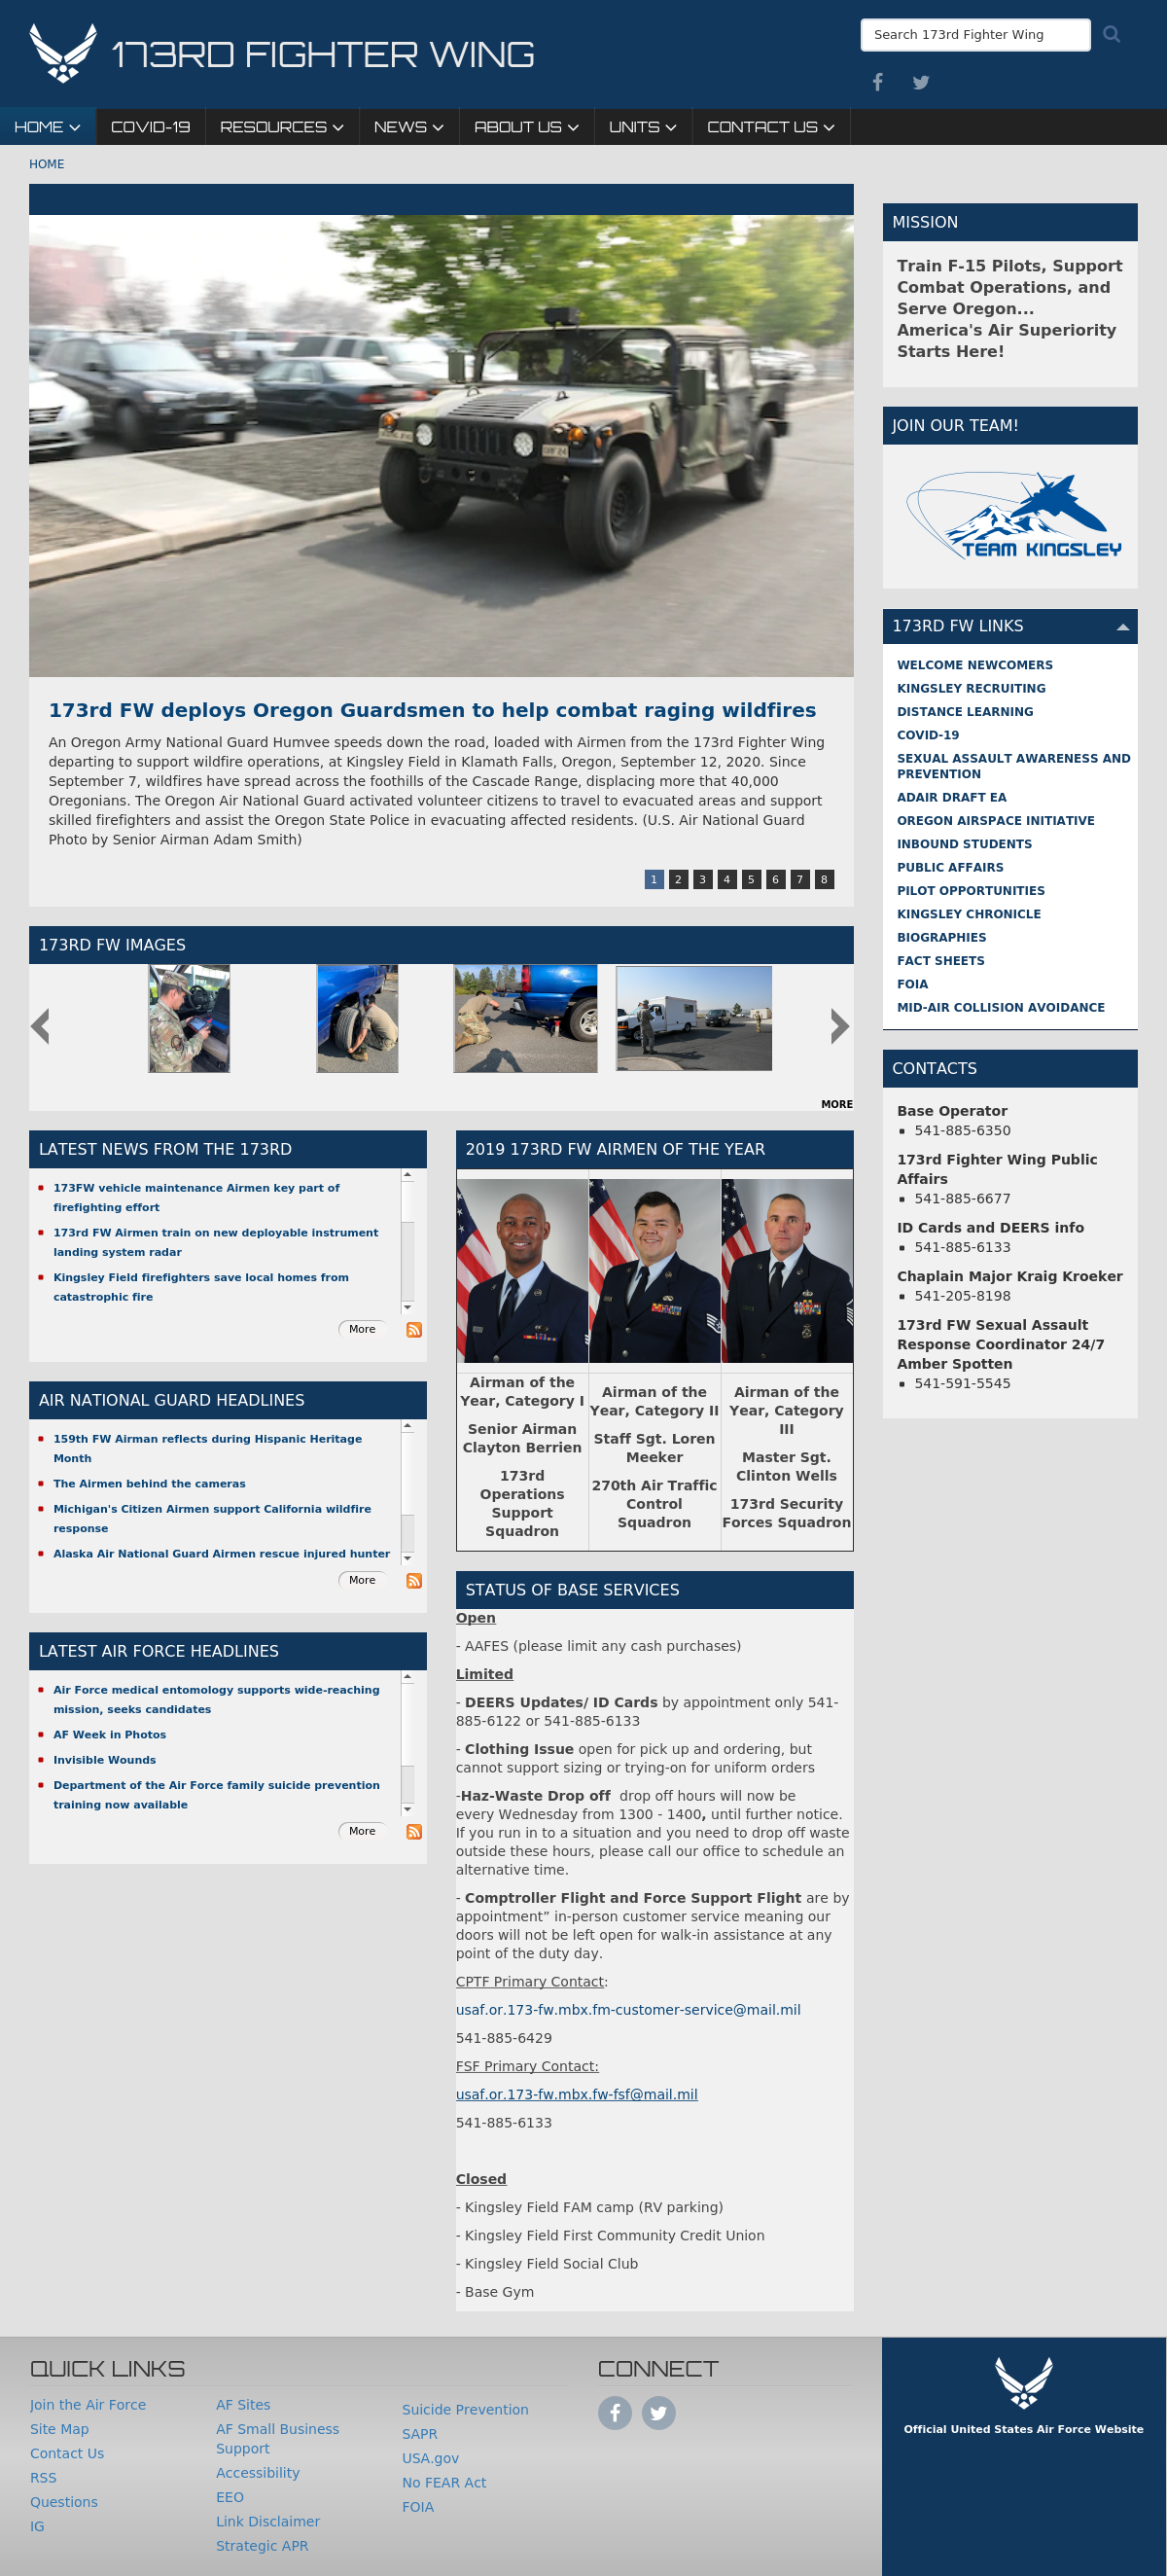 173RD FIGHTER WING
Search 173rd Fighter Wing
HOME
COVID-19
RESOURCES
NEWS
ABOUT US
UNITS
CONTACT US
HOME
173rd FW deploys Oregon Guardsmen to help combat raging wildfires
An Oregon Army National Guard Humvee speeds down the road, loaded with Airmen from the 173rd Fighter Wing
departing to support wildfire operations, at Kingsley Field in Klamath Falls, Oregon, September 12, 2020. Since
September 7, wildfires have spread across the foothills of the Cascade Range, displacing more that 40,000
Oregonians. The Oregon Air National Guard activated volunteer citizens to travel to evacuated areas and support
skilled firefighters and assist the Oregon State Police in evacuating affected residents. (U.S. Air National Guard
Photo by Senior Airman Adam Smith)
1 2 3 4 5 6 7 8
173RD FW IMAGES
MORE
LATEST NEWS FROM THE 173RD
173FW vehicle maintenance Airmen key part of
firefighting effort
173rd FW Airmen train on new deployable instrument
landing system radar
Kingsley Field firefighters save local homes from
catastrophic fire
More
AIR NATIONAL GUARD HEADLINES
159th FW Airman reflects during Hispanic Heritage
Month
The Airmen behind the cameras
Michigan's Citizen Airmen support California wildfire
response
Alaska Air National Guard Airmen rescue injured hunter
More
LATEST AIR FORCE HEADLINES
Air Force medical entomology supports wide-reaching
mission, seeks candidates
AF Week in Photos
Invisible Wounds
Department of the Air Force family suicide prevention
training now available
More
2019 173RD FW AIRMEN OF THE YEAR
Airman of the
Year, Category I
Senior Airman
Clayton Berrien
173rd
Operations
Support
Squadron
Airman of the
Year, Category II
Staff Sgt. Loren
Meeker
270th Air Traffic
Control
Squadron
Airman of the
Year, Category
III
Master Sgt.
Clinton Wells
173rd Security
Forces Squadron
STATUS OF BASE SERVICES
Open
- AAFES (please limit any cash purchases)
Limited
- DEERS Updates/ ID Cards by appointment only 541-
885-6122 or 541-885-6133
- Clothing Issue open for pick up and ordering, but
cannot support sizing or trying-on for uniform orders
-Haz-Waste Drop off  drop off hours will now be
every Wednesday from 1300 - 1400, until further notice.
If you run in to a situation and you need to drop off waste
outside these hours, please call our office to schedule an
alternative time.
- Comptroller Flight and Force Support Flight are by
appointment” in-person customer service meaning our
doors will not be left open for walk-in assistance at any
point of the duty day.
CPTF Primary Contact:
usaf.or.173-fw.mbx.fm-customer-service@mail.mil
541-885-6429
FSF Primary Contact:
usaf.or.173-fw.mbx.fw-fsf@mail.mil
541-885-6133
Closed
- Kingsley Field FAM camp (RV parking)
- Kingsley Field First Community Credit Union
- Kingsley Field Social Club
- Base Gym
MISSION
Train F-15 Pilots, Support
Combat Operations, and
Serve Oregon...
America's Air Superiority
Starts Here!
JOIN OUR TEAM!
TEAM KINGSLEY
173RD FW LINKS
WELCOME NEWCOMERS
KINGSLEY RECRUITING
DISTANCE LEARNING
COVID-19
SEXUAL ASSAULT AWARENESS AND
PREVENTION
ADAIR DRAFT EA
OREGON AIRSPACE INITIATIVE
INBOUND STUDENTS
PUBLIC AFFAIRS
PILOT OPPORTUNITIES
KINGSLEY CHRONICLE
BIOGRAPHIES
FACT SHEETS
FOIA
MID-AIR COLLISION AVOIDANCE
CONTACTS
Base Operator
541-885-6350
173rd Fighter Wing Public
Affairs
541-885-6677
ID Cards and DEERS info
541-885-6133
Chaplain Major Kraig Kroeker
541-205-8198
173rd FW Sexual Assault
Response Coordinator 24/7
Amber Spotten
541-591-5545
QUICK LINKS
Join the Air Force
Site Map
Contact Us
RSS
Questions
IG
AF Sites
AF Small Business
Support
Accessibility
EEO
Link Disclaimer
Strategic APR
Suicide Prevention
SAPR
USA.gov
No FEAR Act
FOIA
CONNECT
Official United States Air Force Website